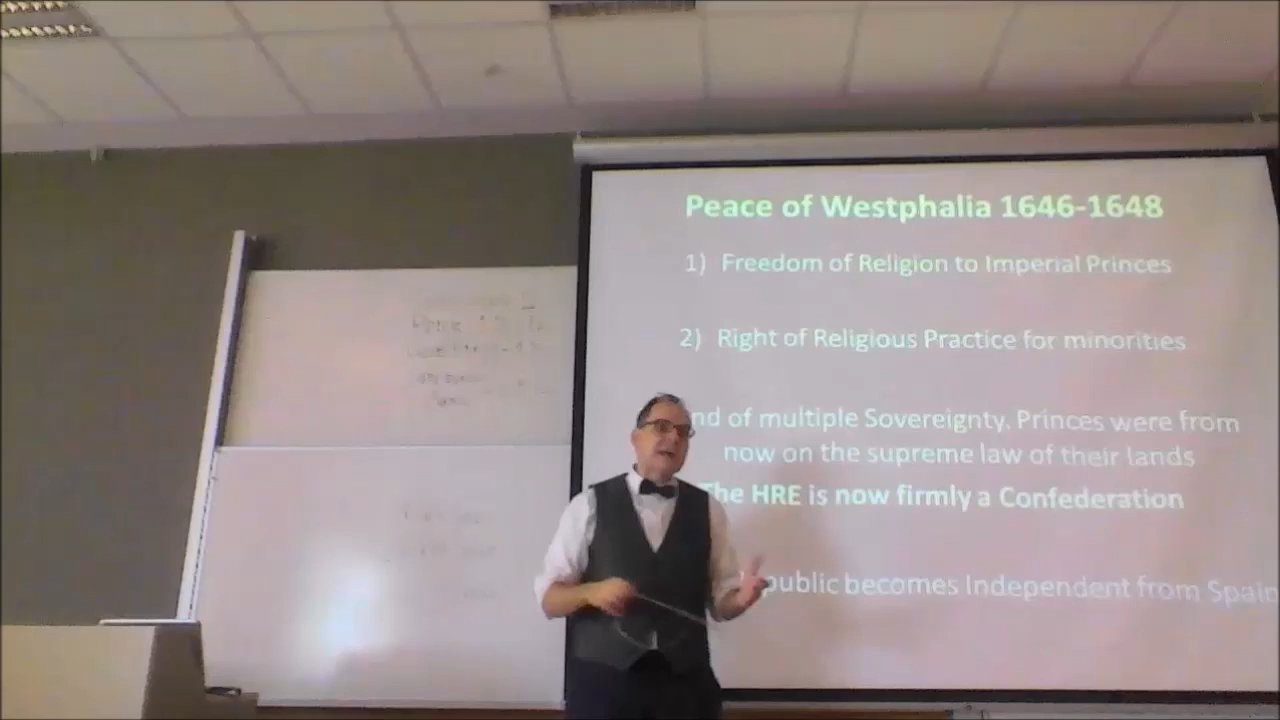 Peace of Westphalia 1646-1648
1) Freedom of Religion to Imperial Princes
2) Right of Religious Practice for minorities
nd of multiple Sovereignty. Princes were from
now on the supreme law of their lands
The HRE is now firmly a Confederation
public becomes Independent from Spain